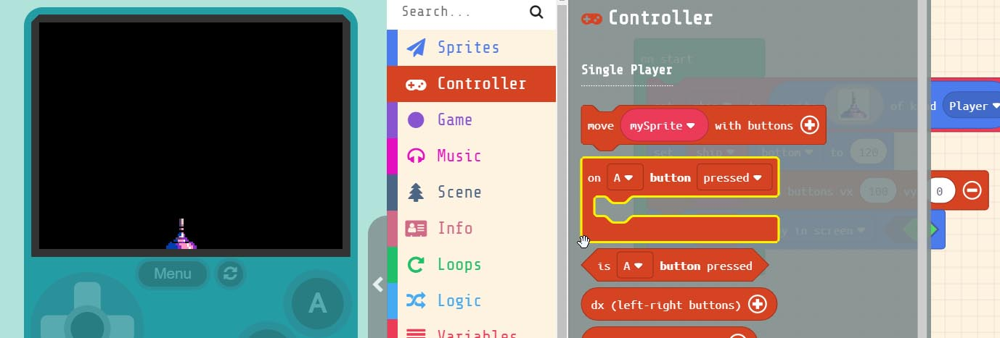 Menu
A
Search...
Sprites
Controller
Game
Music
Scene
Info
Loops
Logic
Variables
Controller
Single Player
move mySprite with buttons
on A button pressed
is A button pressed
dx (left-right buttons)
on start
of kind Player
set ship bottom to 120
buttons vx 100 vy 0
y in screen